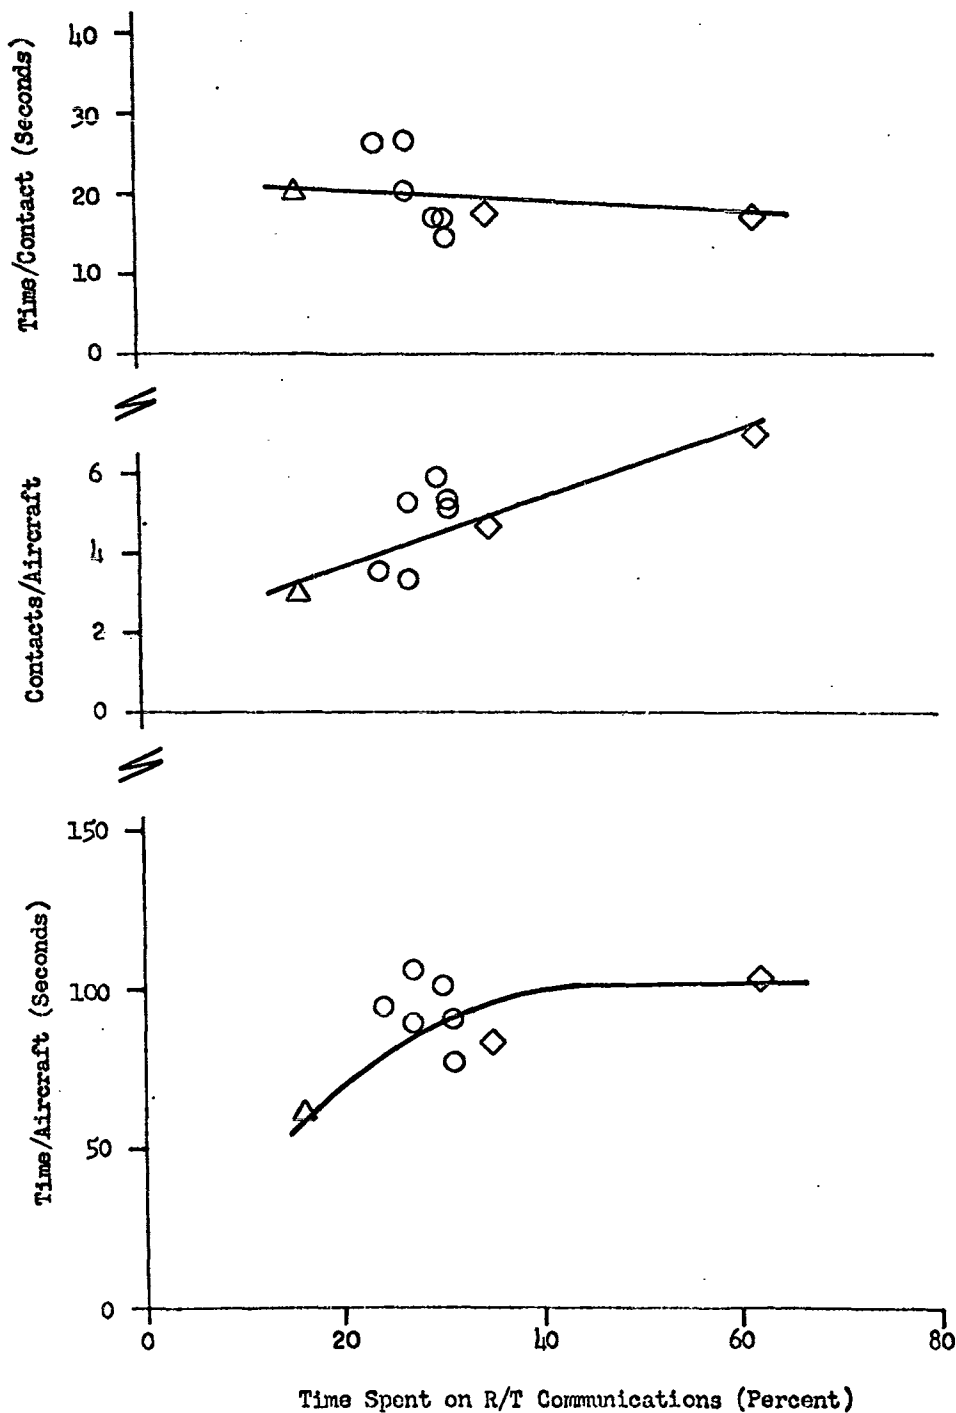 Time/Contact (Seconds)
40
30
20
10
0
Contacts/Aircraft
6
4
2
0
Time/Aircraft (Seconds)
150
100
50
0
0 20 40 60 80
Time Spent on R/T Communications (Percent)